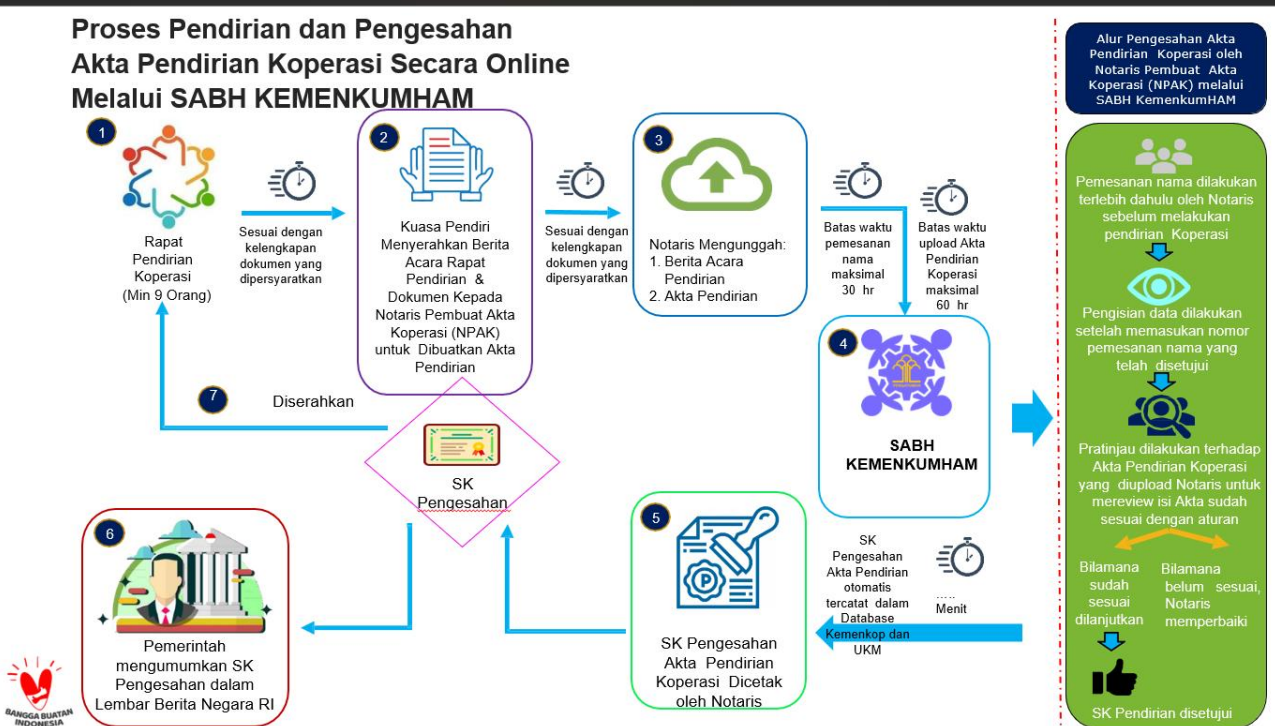 Proses Pendirian dan Pengesahan
Akta Pendirian Koperasi Secara Online
Melalui SABH KEMENKUMHAM
1
Rapat
Pendirian
Koperasi
(Min 9 Orang)
Sesuai dengan
kelengkapan
dokumen yang
dipersyaratkan
2
Kuasa Pendiri
Menyerahkan Berita
Acara Rapat
Pendirian &
Dokumen Kepada
Notaris Pembuat Akta
Koperasi (NPAK)
untuk Dibuatkan Akta
Pendirian
Sesuai dengan
kelengkapan
dokumen yang
dipersyaratkan
3
Notaris Mengunggah:
1. Berita Acara
Pendirian
2. Akta Pendirian
Batas waktu
pemesanan
nama
maksimal
30 hr
Batas waktu
upload Akta
Pendirian
Koperasi
maksimal
60 hr
4
SABH
KEMENKUMHAM
SK
Pengesahan
Akta Pendirian
otomatis
tercatat dalam
Database
Kemenkop dan
UKM
.....
Menit
5
P
SK Pengesahan
Akta Pendirian
Koperasi Dicetak
oleh Notaris
SK
Pengesahan
6
Pemerintah
mengumumkan SK
Pengesahan dalam
Lembar Berita Negara RI
7
Diserahkan
BANGGA BUATAN
INDONESIA
Alur Pengesahan Akta
Pendirian Koperasi oleh
Notaris Pembuat Akta
Koperasi (NPAK) melalui
SABH KemenkumHAM
Pemesanan nama dilakukan
terlebih dahulu oleh Notaris
sebelum melakukan
pendirian Koperasi
Pengisian data dilakukan
setelah memasukan nomor
pemesanan nama yang
telah disetujui
Pratinjau dilakukan terhadap
Akta Pendirian Koperasi
yang diupload Notaris untuk
mereview isi Akta sudah
sesuai dengan aturan
Bilamana
sudah
sesuai
dilanjutkan
Bilamana
belum sesuai,
Notaris
memperbaiki
SK Pendirian disetujui